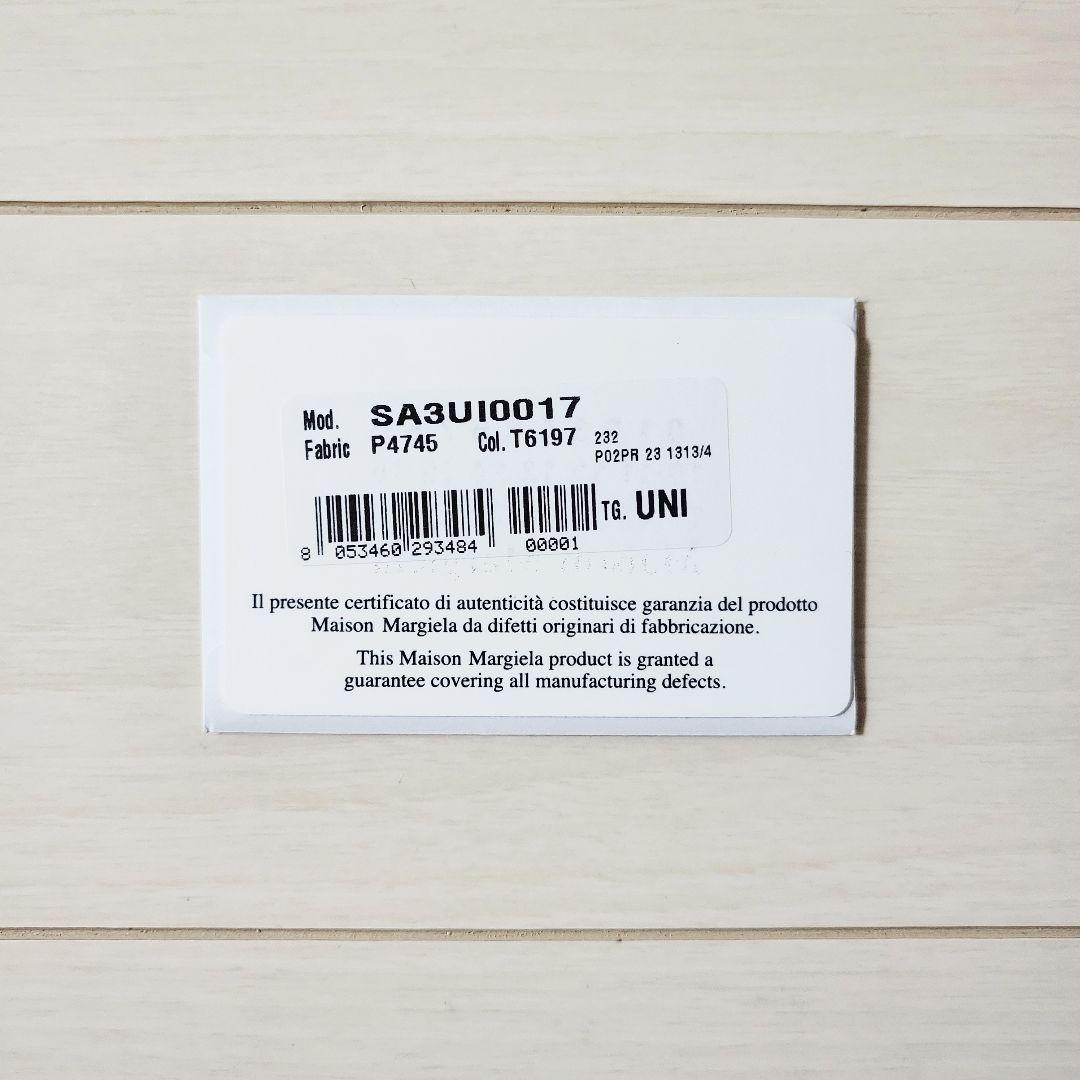 Mod. SA3UI0017
Fabric P4745 Col. T6197 232
P02PR 23 1313/4
TG. UNI
8 053460 293484 00001
Il presente certificato di autenticità costituisce garanzia del prodotto
Maison Margiela da difetti originari di fabbricazione.
This Maison Margiela product is granted a
guarantee covering all manufacturing defects.